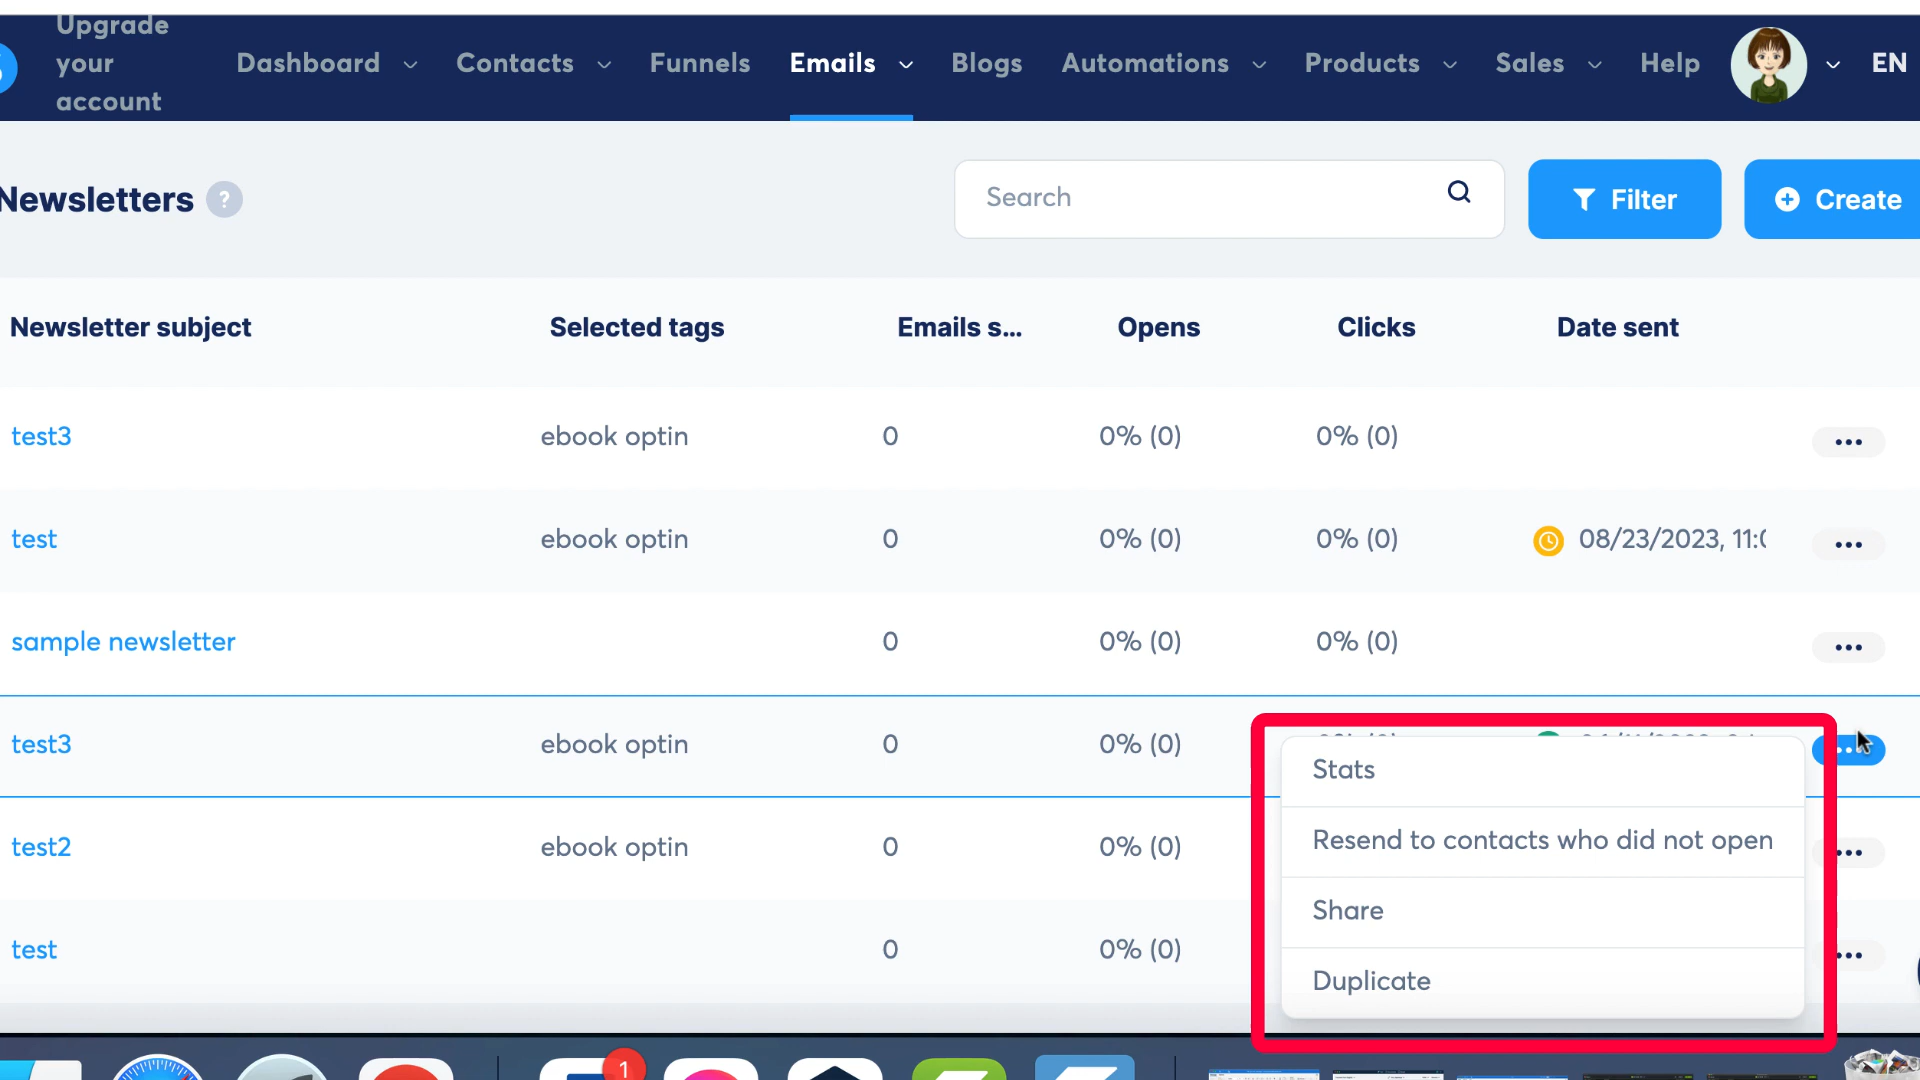 Upgrade
your
account
Dashboard Contacts Funnels Emails Blogs Automations Products Sales Help EN
Newsletters ? Search Filter Create
Newsletter subject Selected tags Emails s... Opens Clicks Date sent
test3 ebook optin 0 0% (0) 0% (0)
test ebook optin 0 0% (0) 0% (0) 08/23/2023, 11:0
sample newsletter 0 0% (0) 0% (0)
test3 ebook optin 0 0% (0)
Stats
Resend to contacts who did not open
test2 ebook optin 0 0% (0)
Share
test 0 0% (0)
Duplicate
1